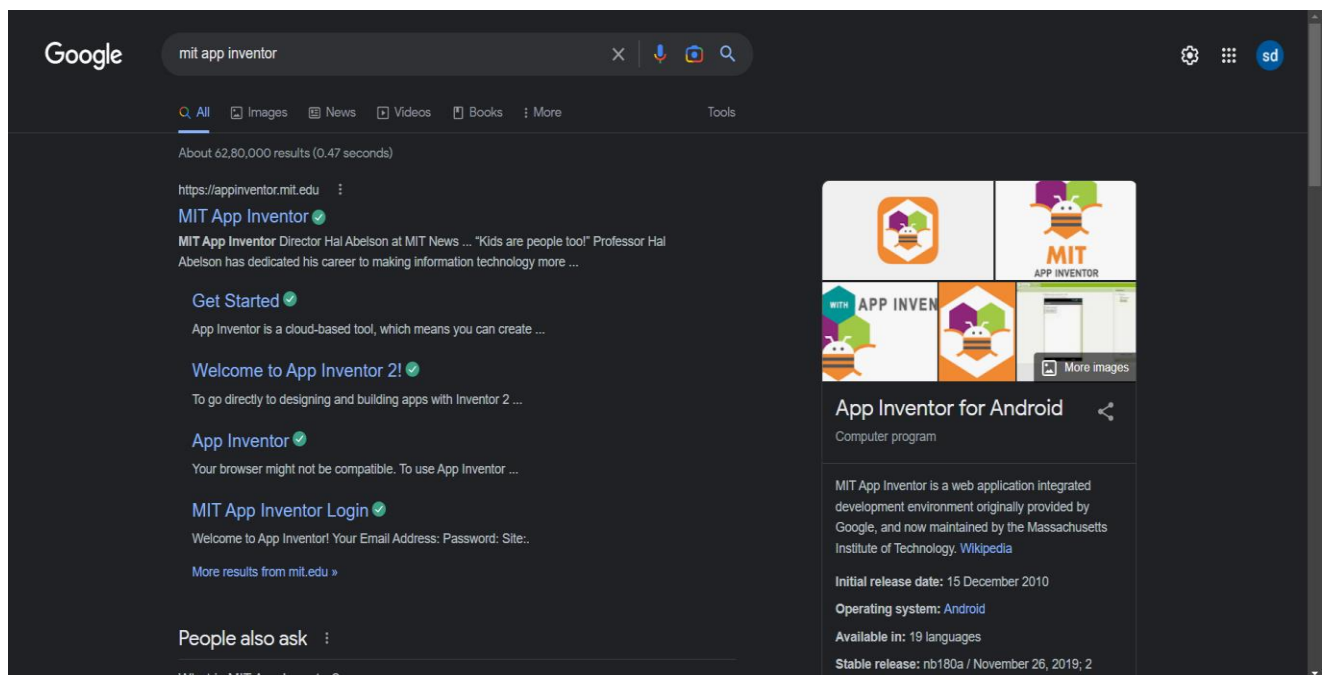 Google
mit app inventor
sd
All Images News Videos Books More Tools
About 62,80,000 results (0.47 seconds)
https://appinventor.mit.edu
MIT App Inventor
MIT App Inventor Director Hal Abelson at MIT News ... “Kids are people too!” Professor Hal
Abelson has dedicated his career to making information technology more ...
Get Started
App Inventor is a cloud-based tool, which means you can create ...
Welcome to App Inventor 2!
To go directly to designing and building apps with Inventor 2 ...
App Inventor
Your browser might not be compatible. To use App Inventor ...
MIT App Inventor Login
Welcome to App Inventor! Your Email Address: Password: Site:.
More results from mit.edu »
People also ask
MIT
APP INVENTOR
WITH APP INVEN
More images
App Inventor for Android
Computer program
MIT App Inventor is a web application integrated
development environment originally provided by
Google, and now maintained by the Massachusetts
Institute of Technology. Wikipedia
Initial release date: 15 December 2010
Operating system: Android
Available in: 19 languages
Stable release: nb180a / November 26, 2019; 2